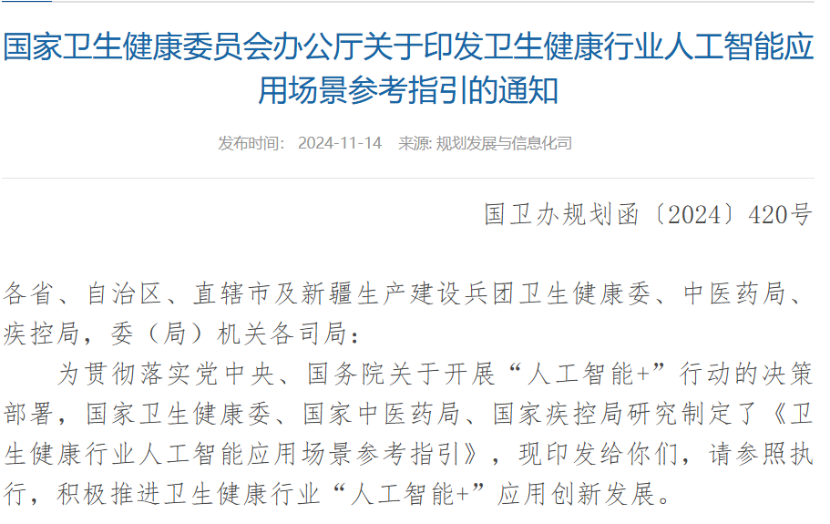 国家卫生健康委员会办公厅关于印发卫生健康行业人工智能应
用场景参考指引的通知
发布时间： 2024-11-14 来源: 规划发展与信息化司
国卫办规划函〔2024〕420号
各省、自治区、直辖市及新疆生产建设兵团卫生健康委、中医药局、
疾控局，委（局）机关各司局：
为贯彻落实党中央、国务院关于开展“人工智能+”行动的决策
部署，国家卫生健康委、国家中医药局、国家疾控局研究制定了《卫
生健康行业人工智能应用场景参考指引》，现印发给你们，请参照执
行，积极推进卫生健康行业“人工智能+”应用创新发展。